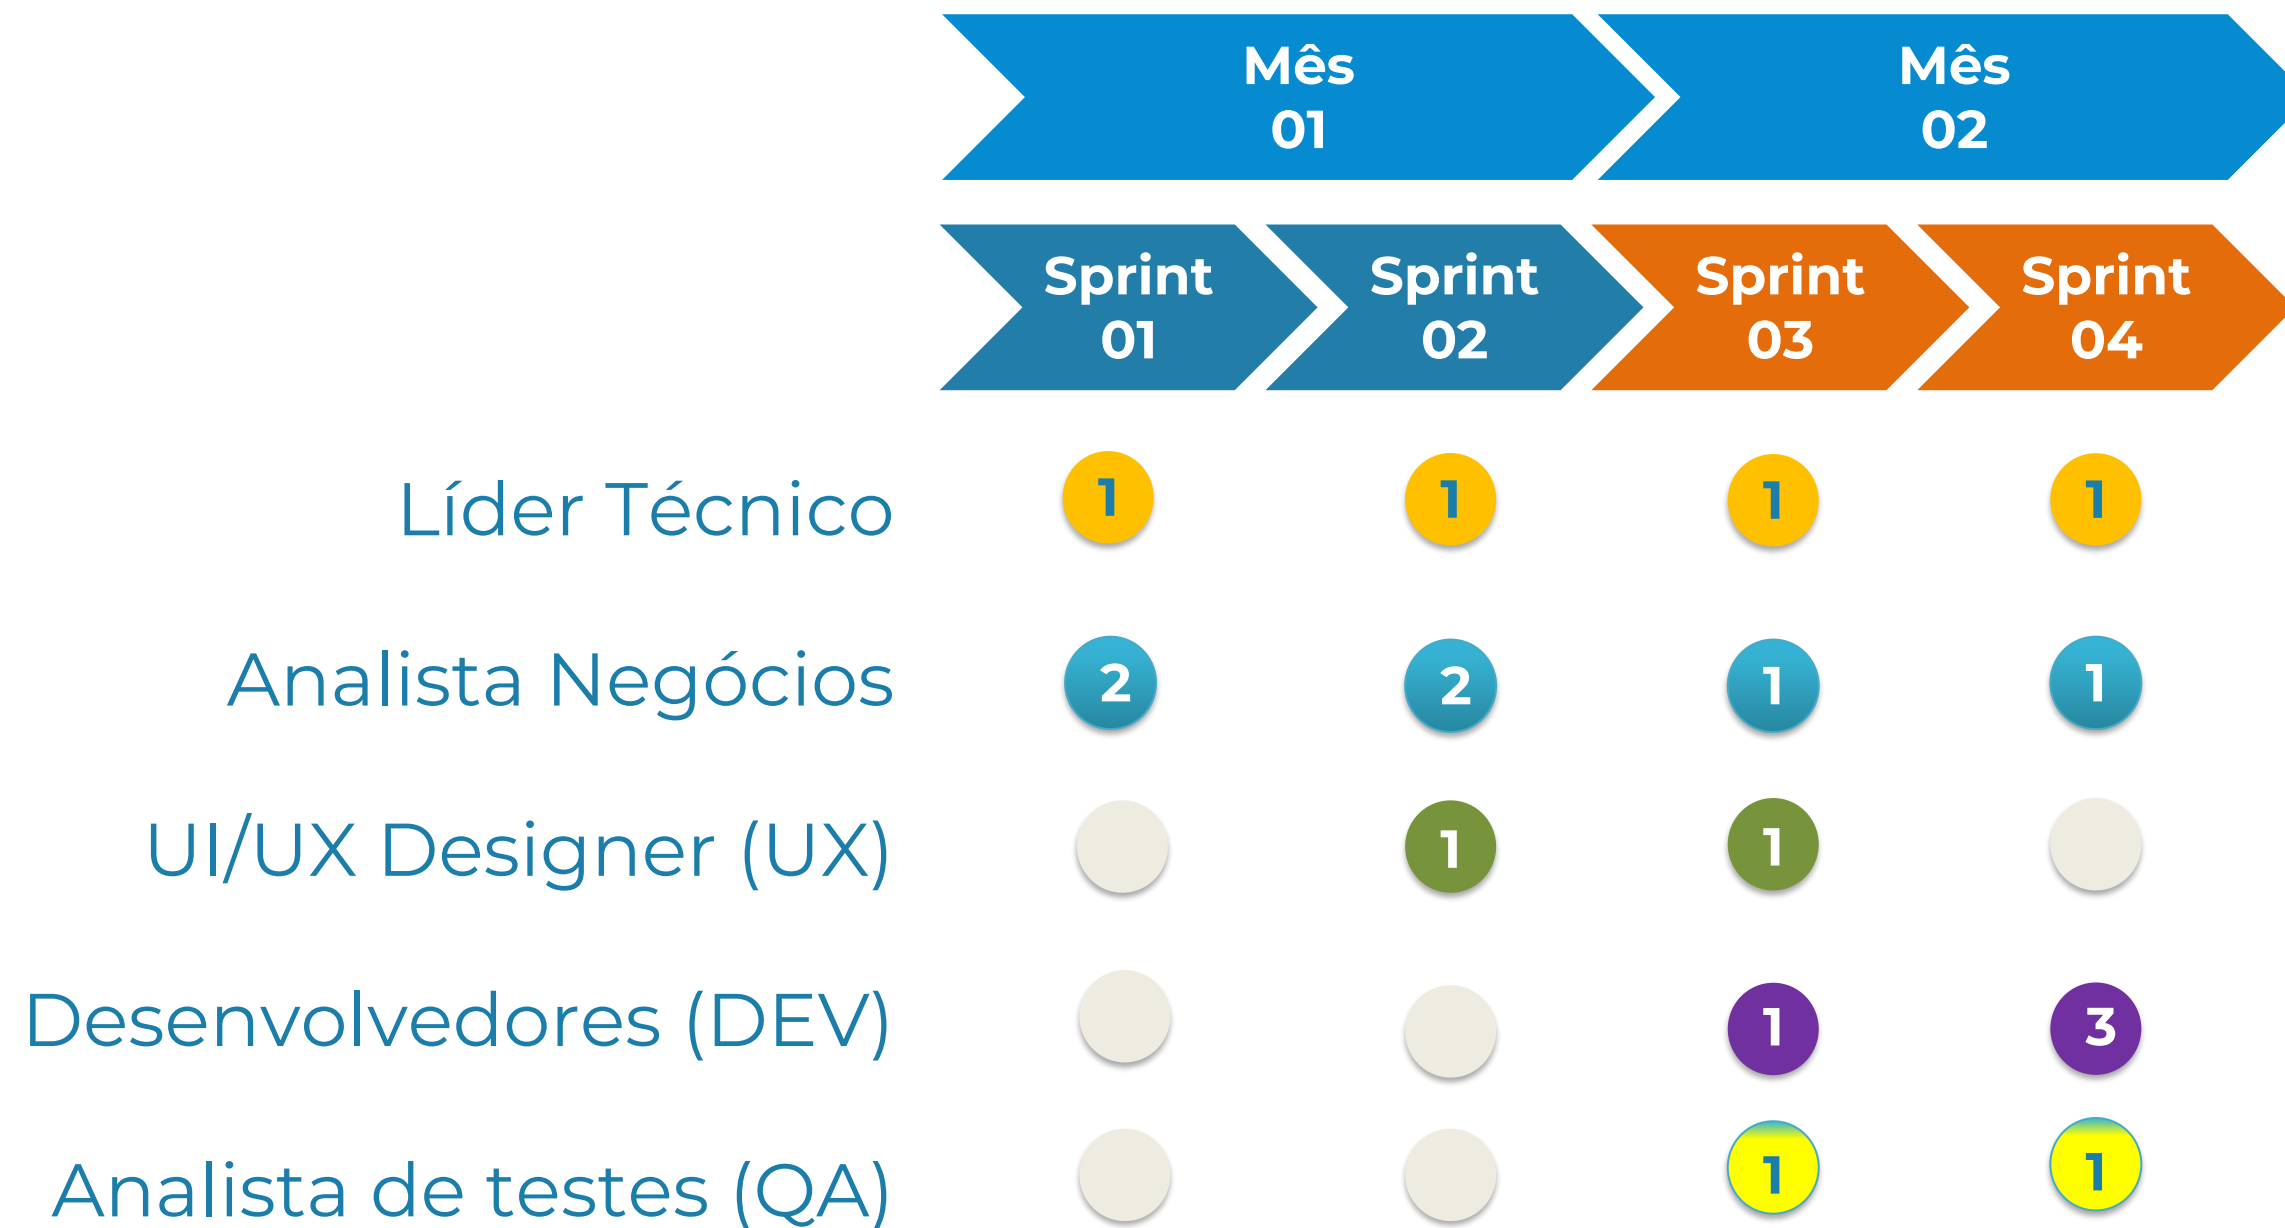 Mês Mês
01 02
Sprint Sprint Sprint Sprint
01 02 03 04
Líder Técnico 1 1 1 1
Analista Negócios 2 2 1 1
UI/UX Designer (UX) 1 1
Desenvolvedores (DEV) 1 3
Analista de testes (QA) 1 1